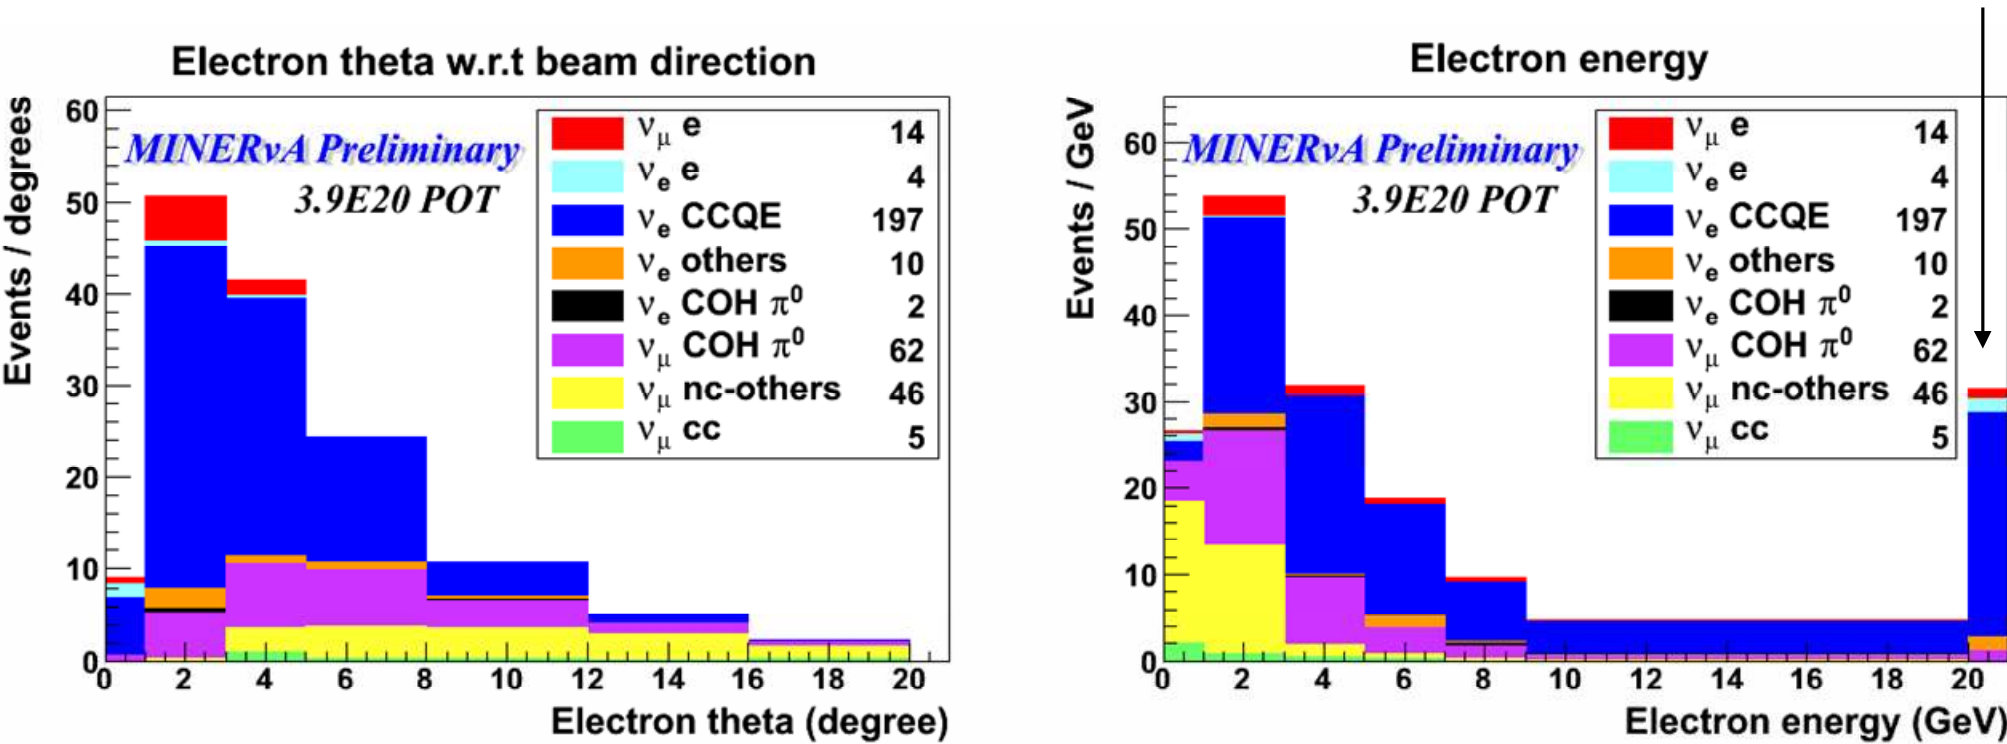 Electron theta w.r.t beam direction
Events / degrees
60
50
40
30
20
10
0
MINERvA Preliminary
3.9E20 POT
νμ e 14
νe e 4
νe CCQE 197
νe others 10
νe COH π0 2
νμ COH π0 62
νμ nc-others 46
νμ cc 5
0 2 4 6 8 10 12 14 16 18 20
Electron theta (degree)
Electron energy
Events / GeV
60
50
40
30
20
10
0
MINERvA Preliminary
3.9E20 POT
νμ e 14
νe e 4
νe CCQE 197
νe others 10
νe COH π0 2
νμ COH π0 62
νμ nc-others 46
νμ cc 5
0 2 4 6 8 10 12 14 16 18 20
Electron energy (GeV)